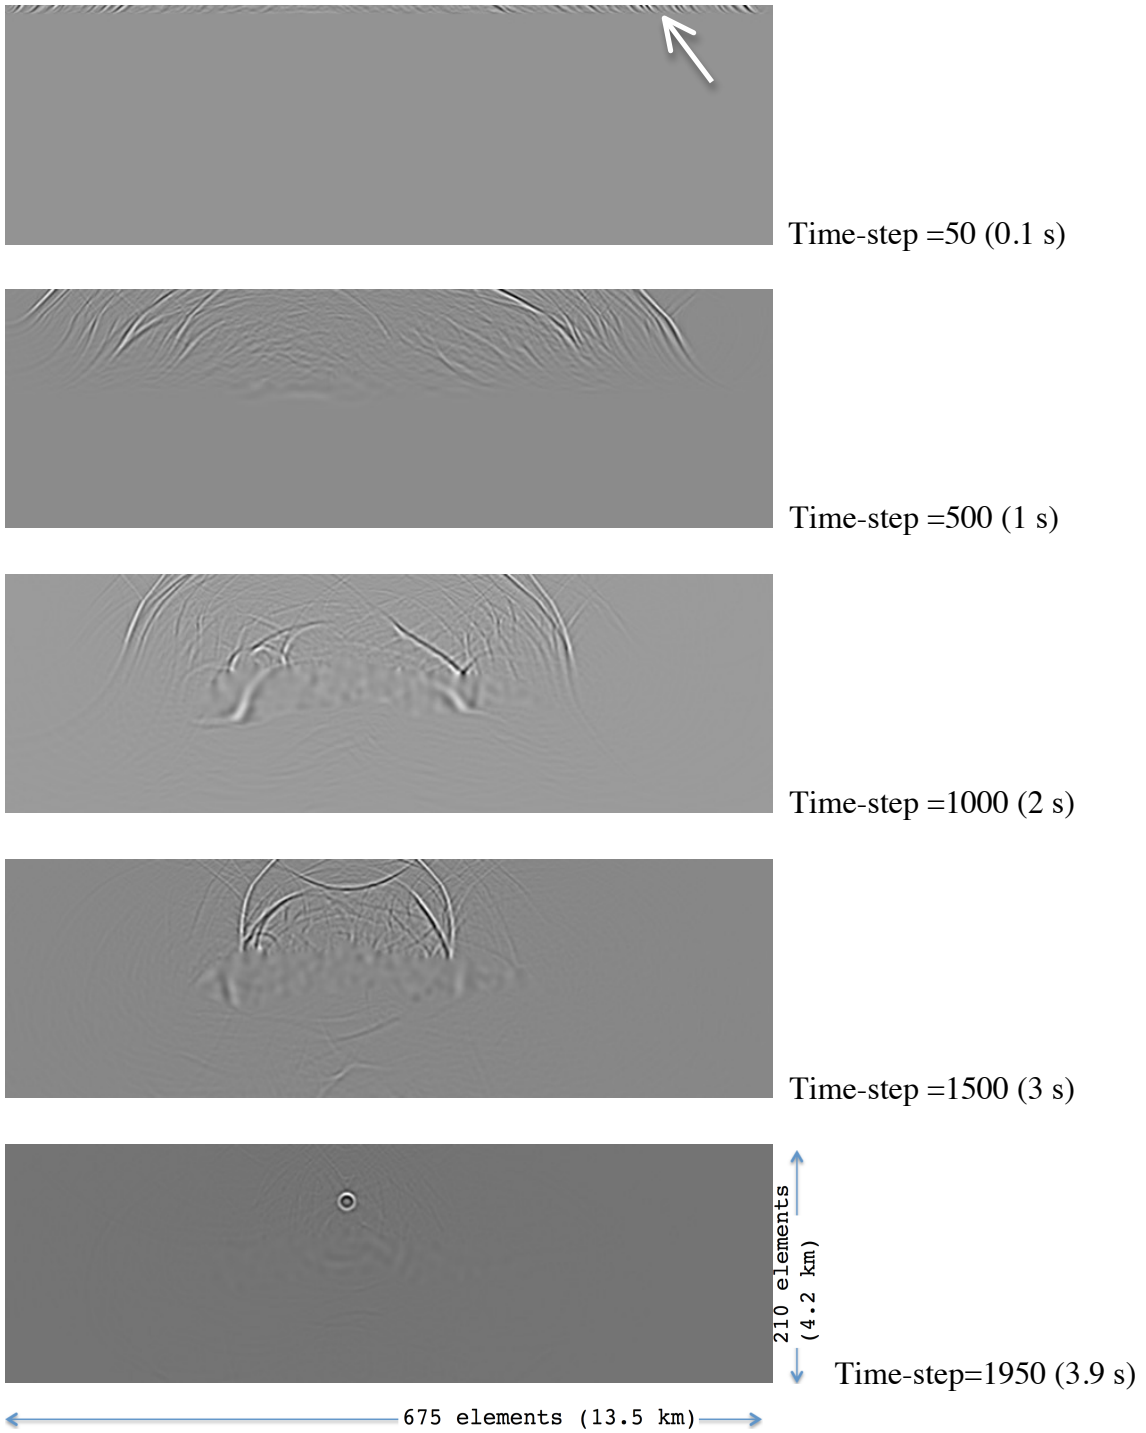 Time-step =50 (0.1 s)
Time-step =500 (1 s)
Time-step =1000 (2 s)
Time-step =1500 (3 s)
210 elements
(4.2 km)
Time-step=1950 (3.9 s)
675 elements (13.5 km)